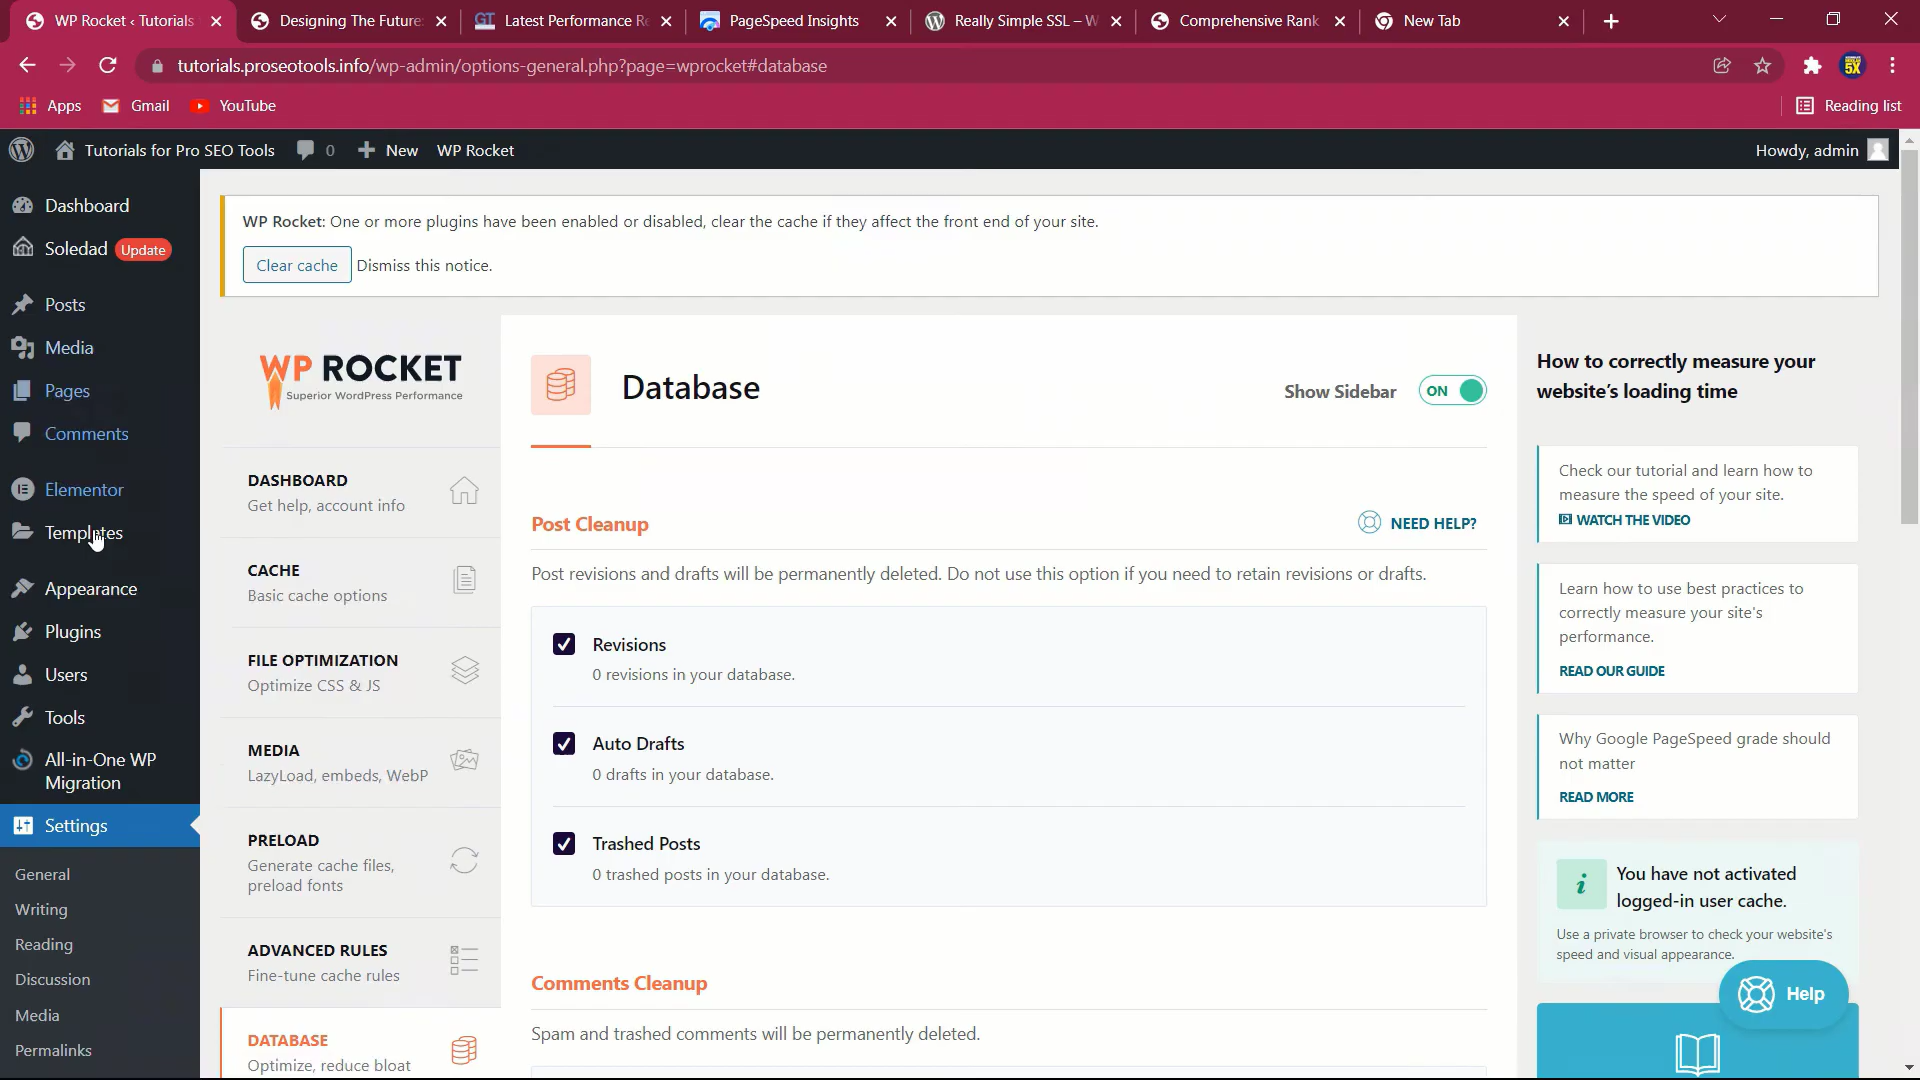 WP Rocket ‹ Tutorials
Designing The Future
Latest Performance Re
PageSpeed Insights
Really Simple SSL – W
Comprehensive Rank
New Tab
tutorials.proseotools.info/wp-admin/options-general.php?page=wprocket#database
5X
Apps
Gmail
YouTube
Reading list
Tutorials for Pro SEO Tools
0
New
WP Rocket
Howdy, admin
Dashboard
Soledad Update
Posts
Media
Pages
Comments
Elementor
Templates
Appearance
Plugins
Users
Tools
All-in-One WP
Migration
Settings
General
Writing
Reading
Discussion
Media
Permalinks
WP Rocket: One or more plugins have been enabled or disabled, clear the cache if they affect the front end of your site.
Clear cache
Dismiss this notice.
WP ROCKET
Superior WordPress Performance
DASHBOARD
Get help, account info
CACHE
Basic cache options
FILE OPTIMIZATION
Optimize CSS & JS
MEDIA
LazyLoad, embeds, WebP
PRELOAD
Generate cache files,
preload fonts
ADVANCED RULES
Fine-tune cache rules
DATABASE
Optimize, reduce bloat
Database
Show Sidebar
ON
Post Cleanup
NEED HELP?
Post revisions and drafts will be permanently deleted. Do not use this option if you need to retain revisions or drafts.
Revisions
0 revisions in your database.
Auto Drafts
0 drafts in your database.
Trashed Posts
0 trashed posts in your database.
Comments Cleanup
Spam and trashed comments will be permanently deleted.
How to correctly measure your
website's loading time
Check our tutorial and learn how to
measure the speed of your site.
WATCH THE VIDEO
Learn how to use best practices to
correctly measure your site's
performance.
READ OUR GUIDE
Why Google PageSpeed grade should
not matter
READ MORE
You have not activated
logged-in user cache.
Use a private browser to check your website's
speed and visual appearance.
Help